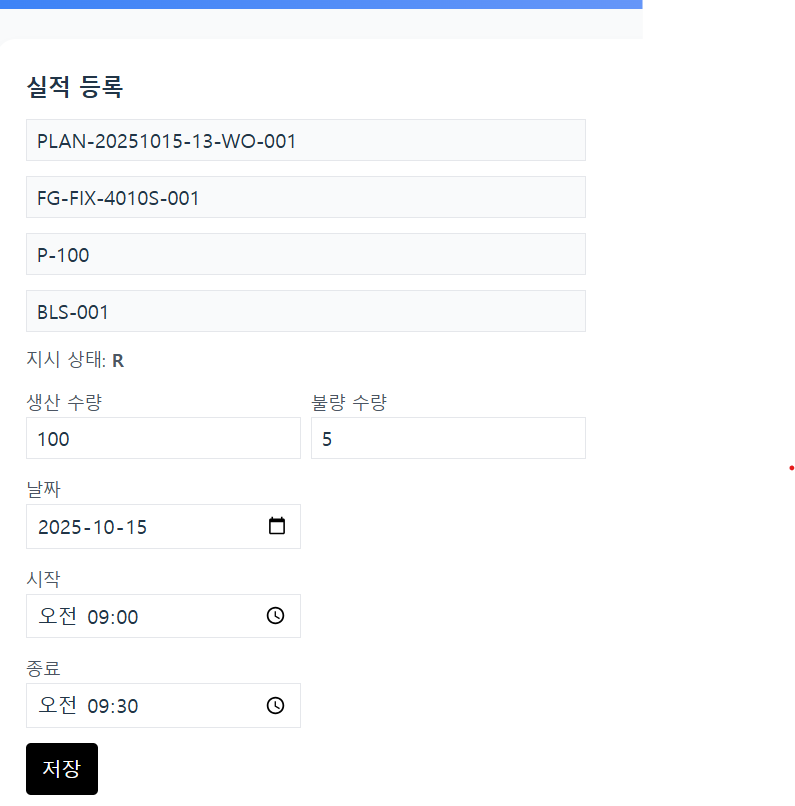 실적 등록
PLAN-20251015-13-WO-001
FG-FIX-4010S-001
P-100
BLS-001
지시 상태: R
생산 수량 불량 수량
100 5
날짜
2025-10-15
시작
오전 09:00
종료
오전 09:30
저장